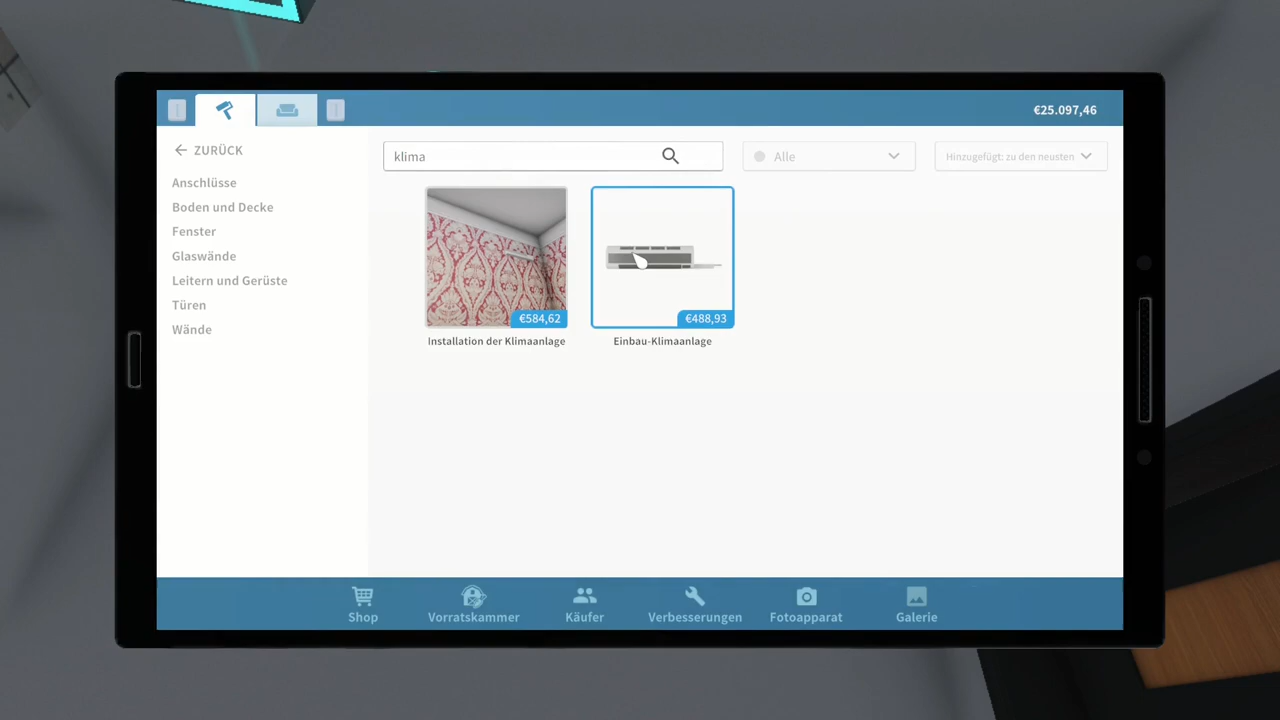 €25.097,46
ZURÜCK
Anschlüsse
Boden und Decke
Fenster
Glaswände
Leitern und Gerüste
Türen
Wände
klima
Alle
Hinzugefügt: zu den neusten
€584,62
€488,93
Installation der Klimaanlage
Einbau-Klimaanlage
Shop
Vorratskammer
Käufer
Verbesserungen
Fotoapparat
Galerie